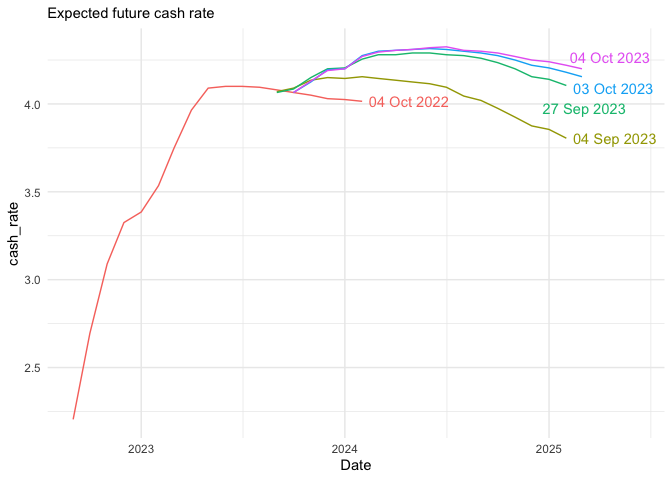 Expected future cash rate
04 Oct 2023
03 Oct 2023
27 Sep 2023
04 Oct 2022
04 Sep 2023
4.0
3.5
3.0
2.5
cash_rate
2023
2024
2025
Date